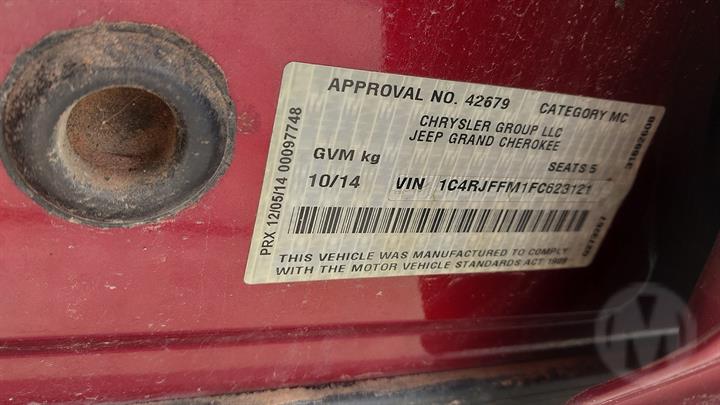 APPROVAL NO. 42679 CATEGORY MC
CHRYSLER GROUP LLC
JEEP GRAND CHEROKEE
GVM kg SEATS 5
10/14 VIN 1C4RJFFM1FC623121
THIS VEHICLE WAS MANUFACTURED TO COMPLY
WITH THE MOTOR VEHICLE STANDARDS ACT 1989
PRX 12/05/14 00097748
M